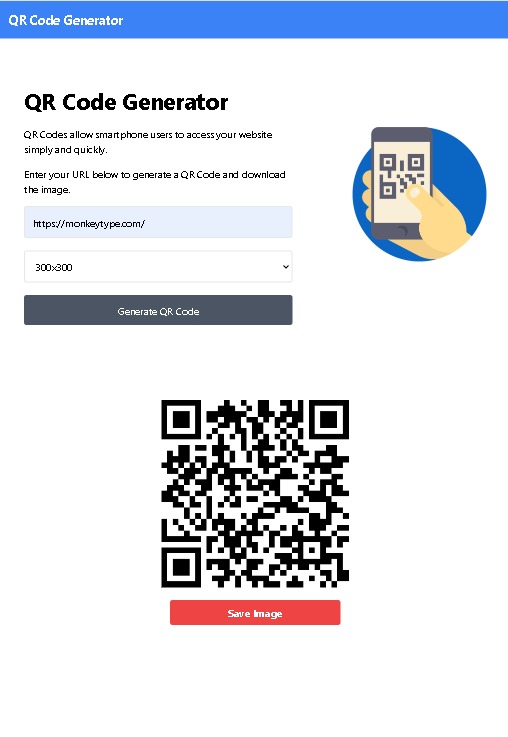 QR Code Generator
QR Code Generator
QR Codes allow smartphone users to access your website
simply and quickly.
Enter your URL below to generate a QR Code and download
the image.
https://monkeytype.com/
300x300
Generate QR Code
Save Image